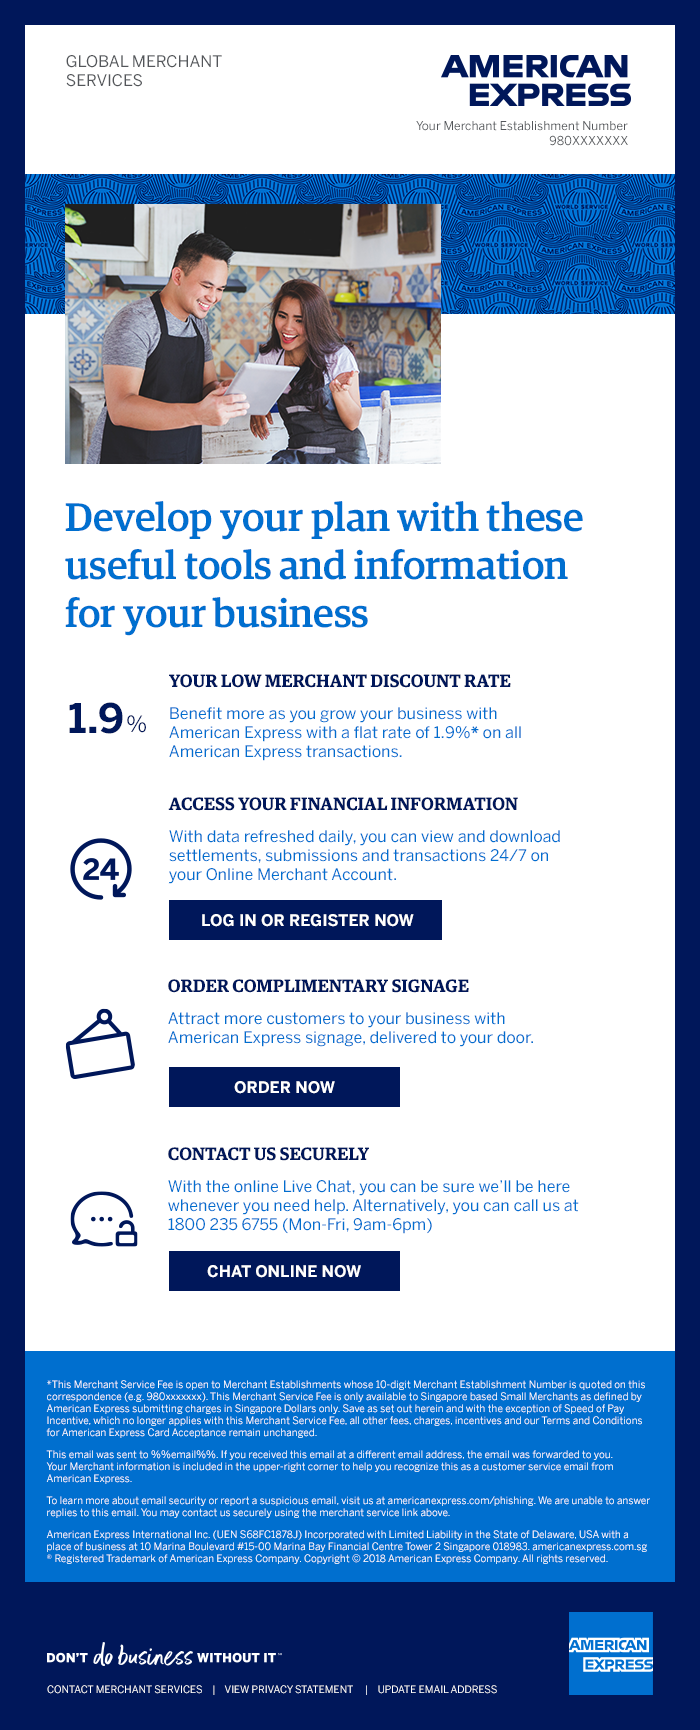 GLOBAL MERCHANT
SERVICES
AMERICAN
EXPRESS
Your Merchant Establishment Number
980XXXXXXX
WORLD SERVICE
AMERICAN EXPRESS
Develop your plan with these
useful tools and information
for your business
YOUR LOW MERCHANT DISCOUNT RATE
1.9%
Benefit more as you grow your business with
American Express with a flat rate of 1.9%* on all
American Express transactions.
ACCESS YOUR FINANCIAL INFORMATION
24
With data refreshed daily, you can view and download
settlements, submissions and transactions 24/7 on
your Online Merchant Account.
LOG IN OR REGISTER NOW
ORDER COMPLIMENTARY SIGNAGE
Attract more customers to your business with
American Express signage, delivered to your door.
ORDER NOW
CONTACT US SECURELY
With the online Live Chat, you can be sure we'll be here
whenever you need help. Alternatively, you can call us at
1800 235 6755 (Mon-Fri, 9am-6pm)
CHAT ONLINE NOW
*This Merchant Service Fee is open to Merchant Establishments whose 10-digit Merchant Establishment Number is quoted on this
correspondence (e.g. 980xxxxxxx). This Merchant Service Fee is only available to Singapore based Small Merchants as defined by
American Express submitting charges in Singapore Dollars only. Save as set out herein and with the exception of Speed of Pay
Incentive, which no longer applies with this Merchant Service Fee, all other fees, charges, incentives and our Terms and Conditions
for American Express Card Acceptance remain unchanged.
This email was sent to %%email%%. If you received this email at a different email address, the email was forwarded to you.
Your Merchant information is included in the upper-right corner to help you recognize this as a customer service email from
American Express.
To learn more about email security or report a suspicious email, visit us at americanexpress.com/phishing. We are unable to answer
replies to this email. You may contact us securely using the merchant service link above.
American Express International Inc. (UEN S68FC1878J) Incorporated with Limited Liability in the State of Delaware, USA with a
place of business at 10 Marina Boulevard #15-00 Marina Bay Financial Centre Tower 2 Singapore 018983. americanexpress.com.sg
® Registered Trademark of American Express Company. Copyright © 2018 American Express Company. All rights reserved.
DON'T do business WITHOUT IT™
AMERICAN
EXPRESS
CONTACT MERCHANT SERVICES | VIEW PRIVACY STATEMENT | UPDATE EMAIL ADDRESS